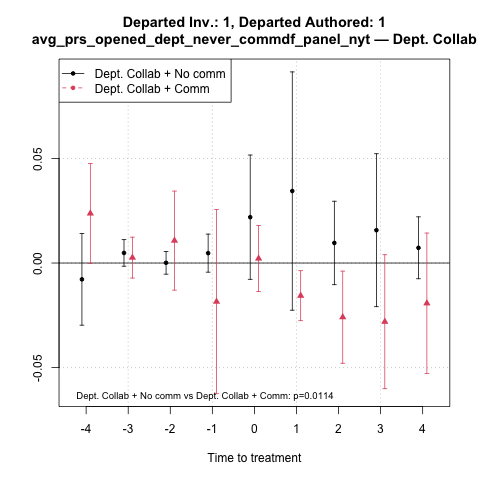 Departed Inv.: 1, Departed Authored: 1
avg_prs_opened_dept_never_commdf_panel_nyt — Dept. Collab
Dept. Collab + No comm
Dept. Collab + Comm
0.05
0.00
-0.05
Dept. Collab + No comm vs Dept. Collab + Comm: p=0.0114
-4 -3 -2 -1 0 1 2 3 4
Time to treatment